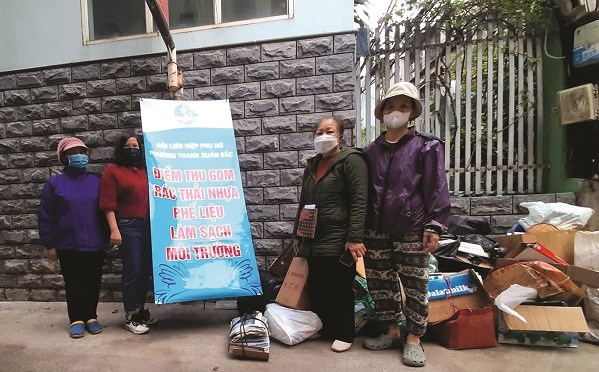 HỘI LIÊN HIỆP PHỤ NỮ
PHƯỜNG THANH XUÂN BẮC
ĐIỂM THU GOM
RÁC THẢI NHỰA
PHẾ LIỆU
LÀM SẠCH
MÔI TRƯỜNG